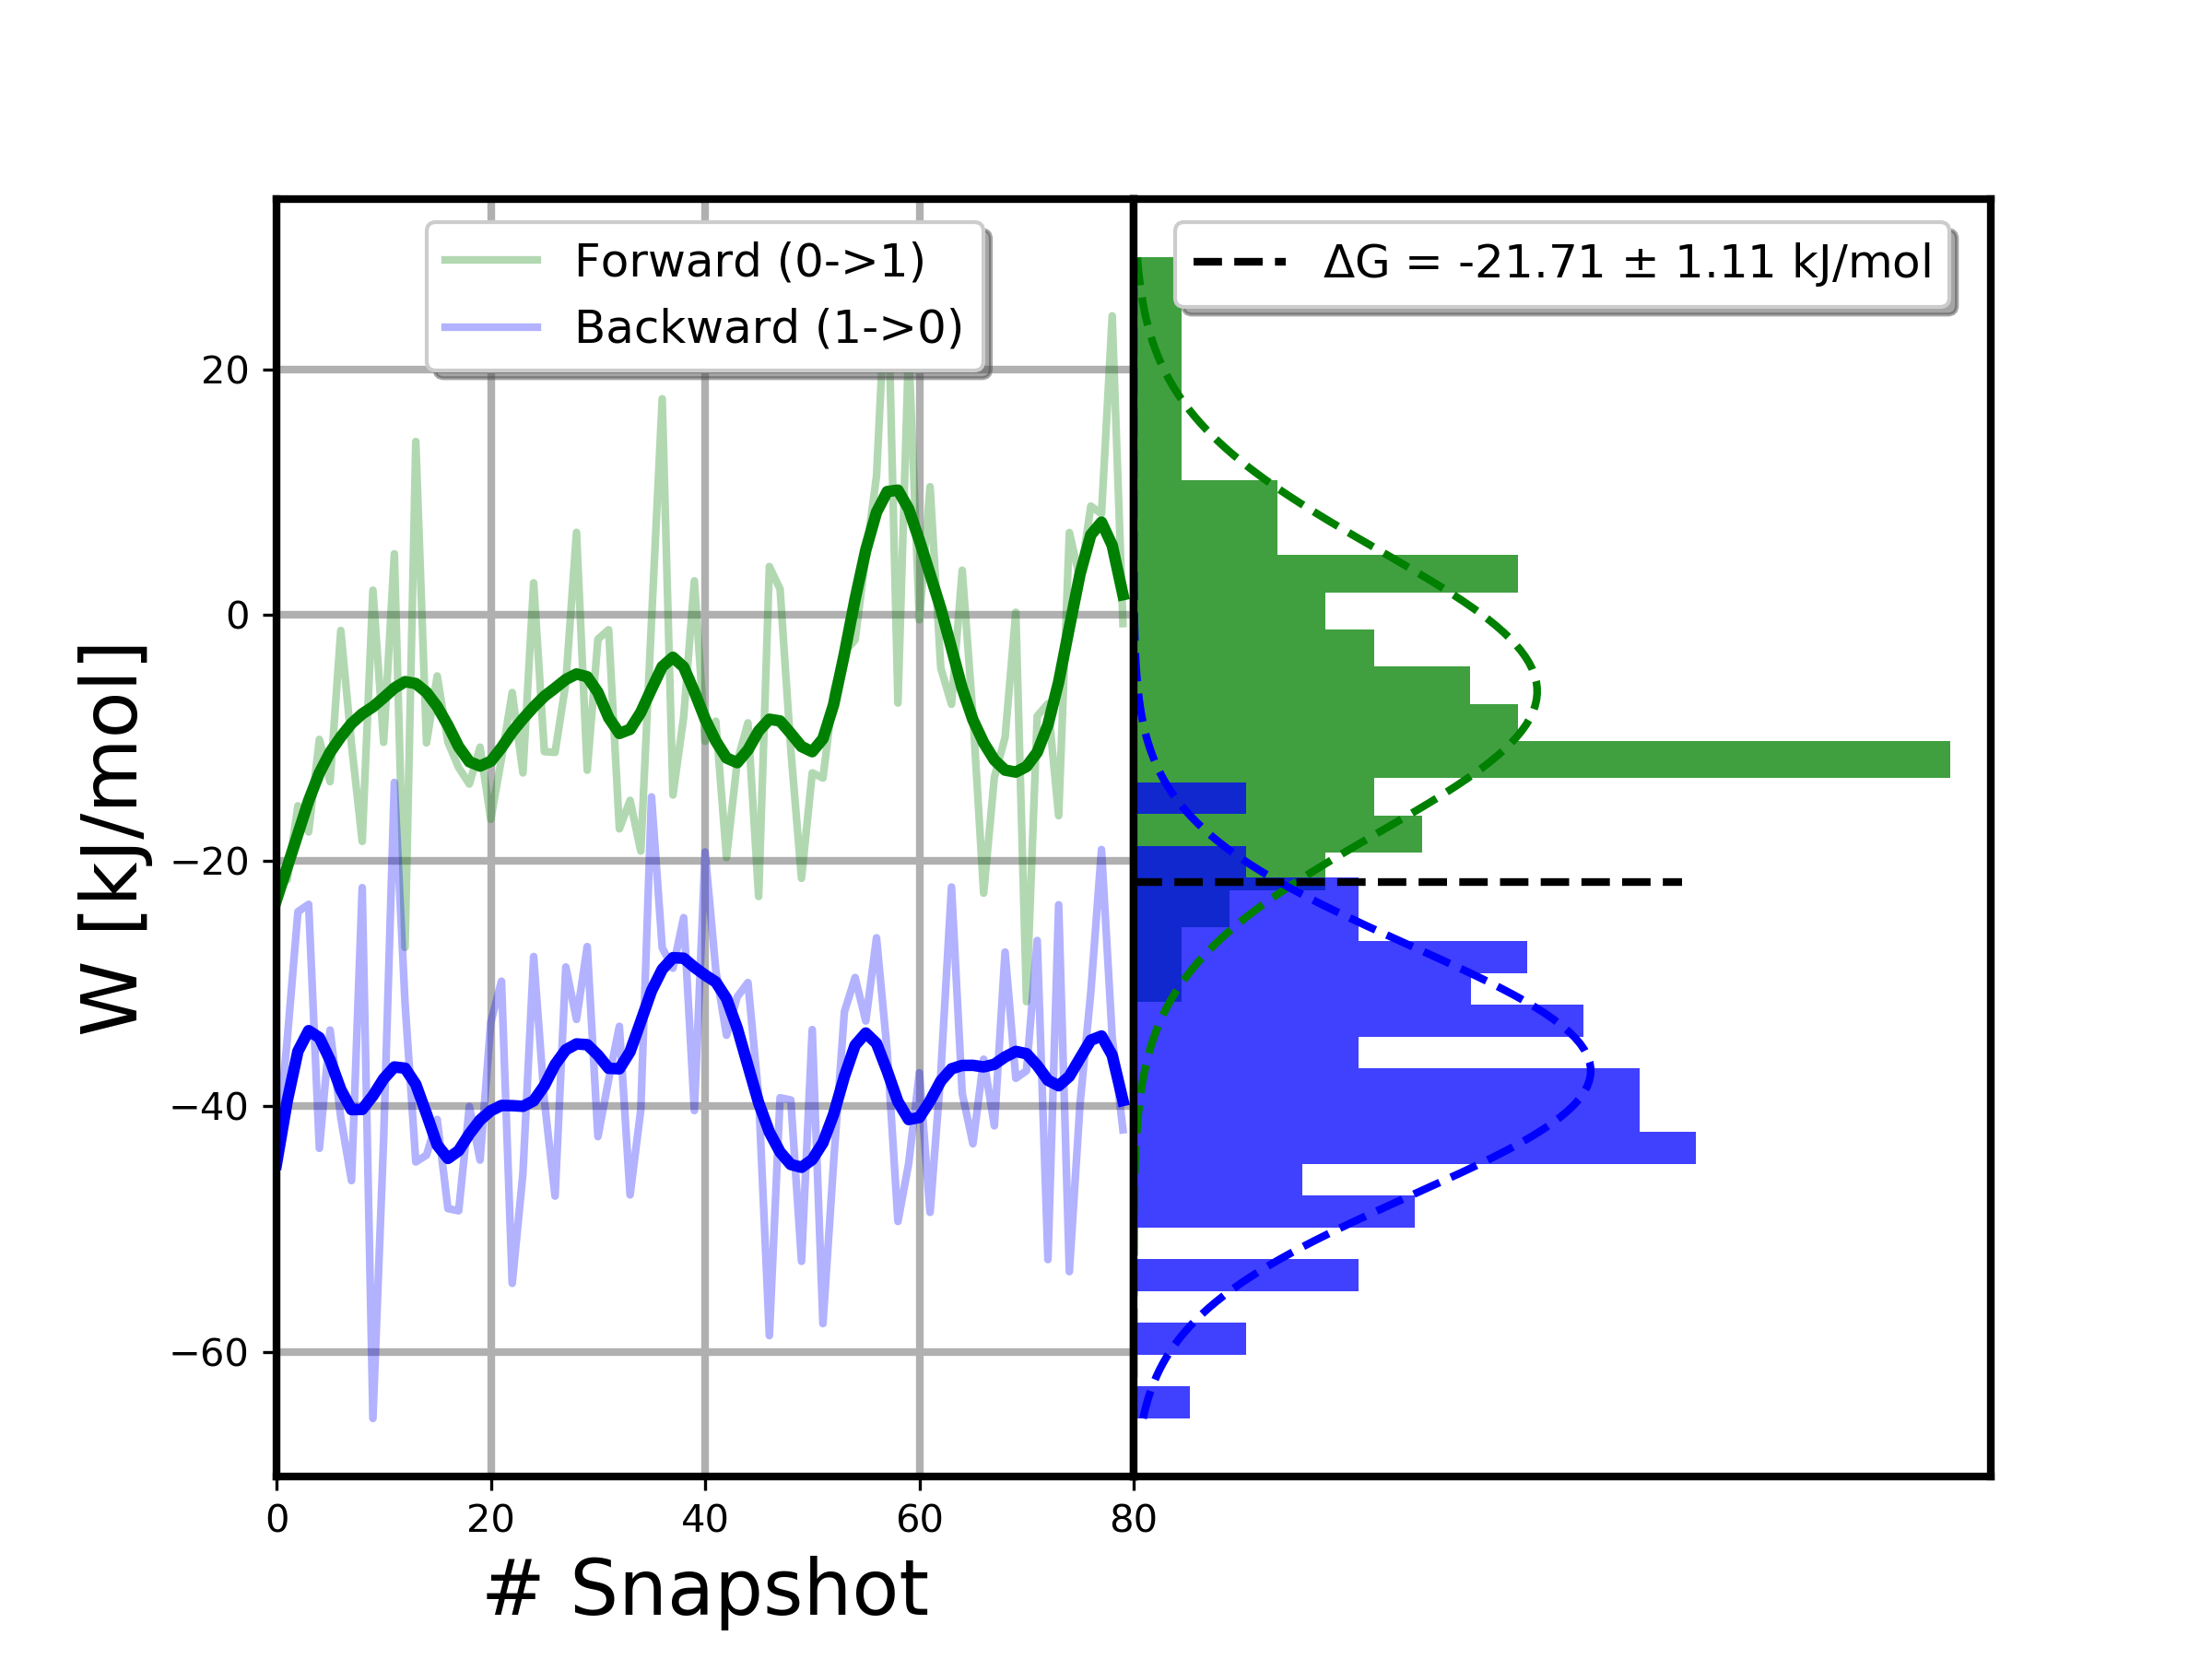 Forward (0->1)
Backward (1->0)
ΔG = -21.71 ± 1.11 kJ/mol
20
0
−20
−40
−60
W [kJ/mol]
0 20 40 60 80
# Snapshot